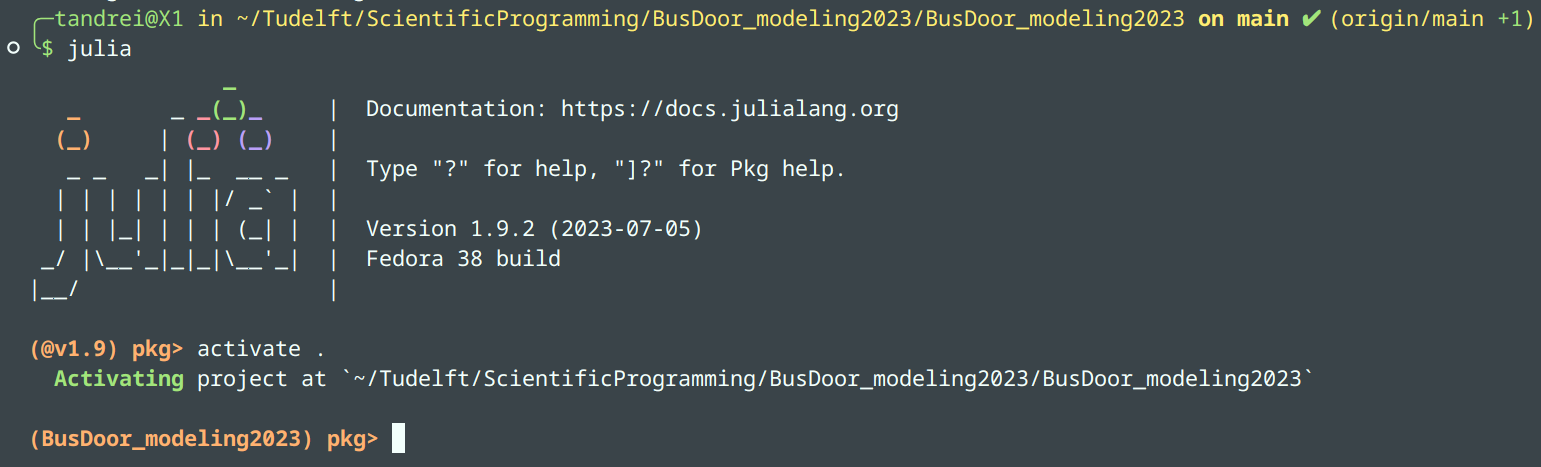 ╭─tandrei@X1 in ~/Tudelft/ScientificProgramming/BusDoor_modeling2023/BusDoor_modeling2023 on main ✔ (origin/main +1)
╰$ julia
               _
   _       _ _(_)_     |  Documentation: https://docs.julialang.org
  (_)     | (_) (_)    |
   _ _   _| |_  __ _   |  Type "?" for help, "]?" for Pkg help.
  | | | | | | |/ _` |  |
  | | |_| | | | (_| |  |  Version 1.9.2 (2023-07-05)
 _/ |\__'_|_|_|\__'_|  |  Fedora 38 build
|__/                   |
(@v1.9) pkg> activate .
  Activating project at `~/Tudelft/ScientificProgramming/BusDoor_modeling2023/BusDoor_modeling2023`
(BusDoor_modeling2023) pkg>